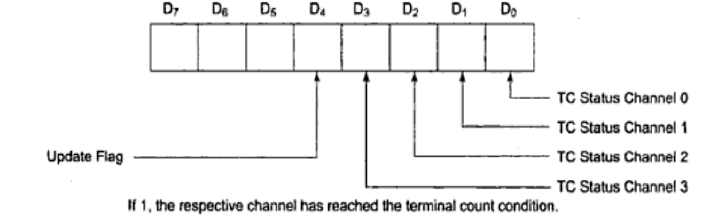 D7 D6 D5 D4 D3 D2 D1 D0
TC Status Channel 0
TC Status Channel 1
Update Flag TC Status Channel 2
TC Status Channel 3
If 1, the respective channel has reached the terminal count condition.